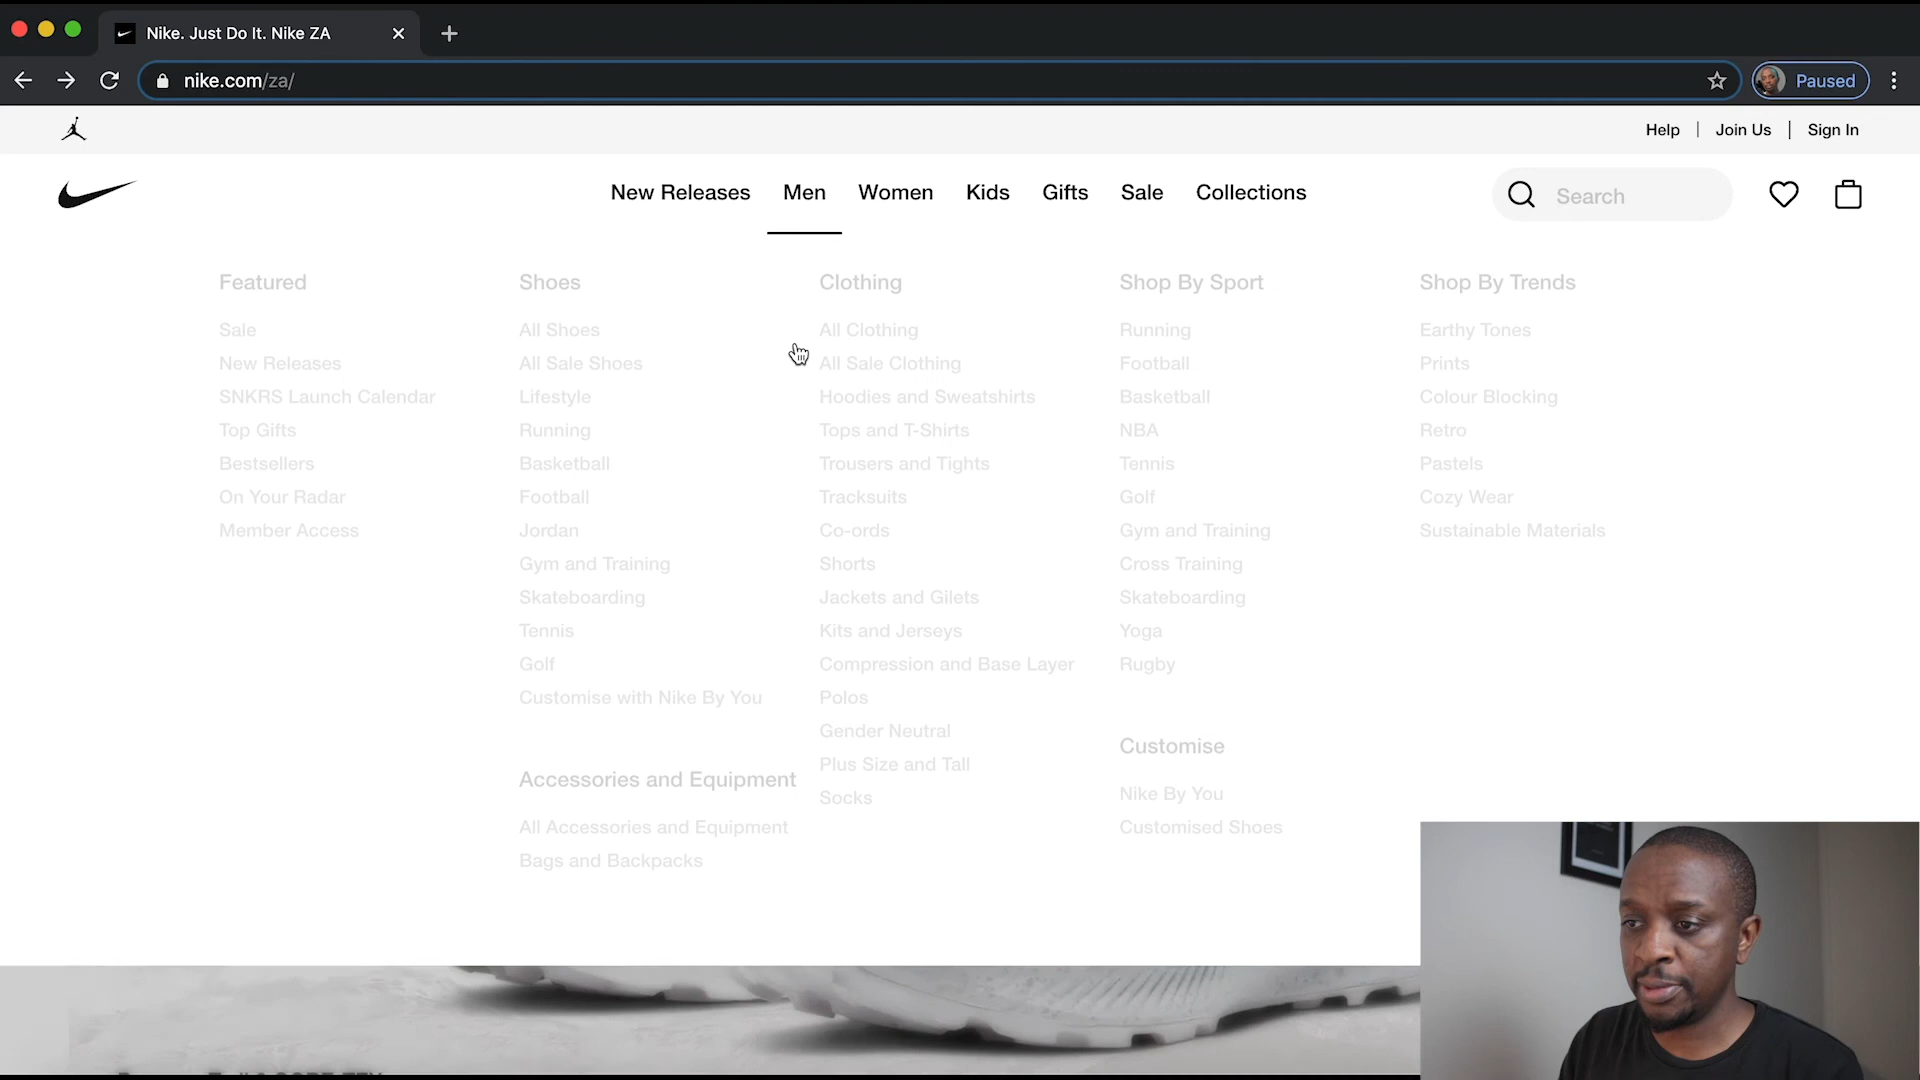 Nike. Just Do It. Nike ZA
nike.com/za/
Paused
Help | Join Us | Sign In
New Releases Men Women Kids Gifts Sale Collections
Search
Featured
Sale
New Releases
SNKRS Launch Calendar
Top Gifts
Bestsellers
On Your Radar
Member Access
Shoes
All Shoes
All Sale Shoes
Lifestyle
Running
Basketball
Football
Jordan
Gym and Training
Skateboarding
Tennis
Golf
Customise with Nike By You
Accessories and Equipment
All Accessories and Equipment
Bags and Backpacks
Clothing
All Clothing
All Sale Clothing
Hoodies and Sweatshirts
Tops and T-Shirts
Trousers and Tights
Tracksuits
Co-ords
Shorts
Jackets and Gilets
Kits and Jerseys
Compression and Base Layer
Polos
Gender Neutral
Plus Size and Tall
Socks
Shop By Sport
Running
Football
Basketball
NBA
Tennis
Golf
Gym and Training
Cross Training
Skateboarding
Yoga
Rugby
Customise
Nike By You
Customised Shoes
Shop By Trends
Earthy Tones
Prints
Colour Blocking
Retro
Pastels
Cozy Wear
Sustainable Materials